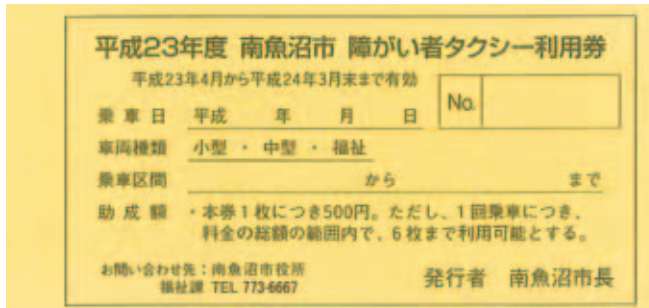 平成23年度 南魚沼市 障がい者タクシー利用券
平成23年4月から平成24年3月末まで有効
No.
乗車日 平成 年 月 日
車両種類 小型 ・ 中型 ・ 福祉
乗車区間 から まで
助成額 ・本券1枚につき500円。ただし、1回乗車につき、
料金の総額の範囲内で、6枚まで利用可能とする。
お問い合わせ先：南魚沼市役所
福祉課 TEL 773-6667
発行者 南魚沼市長